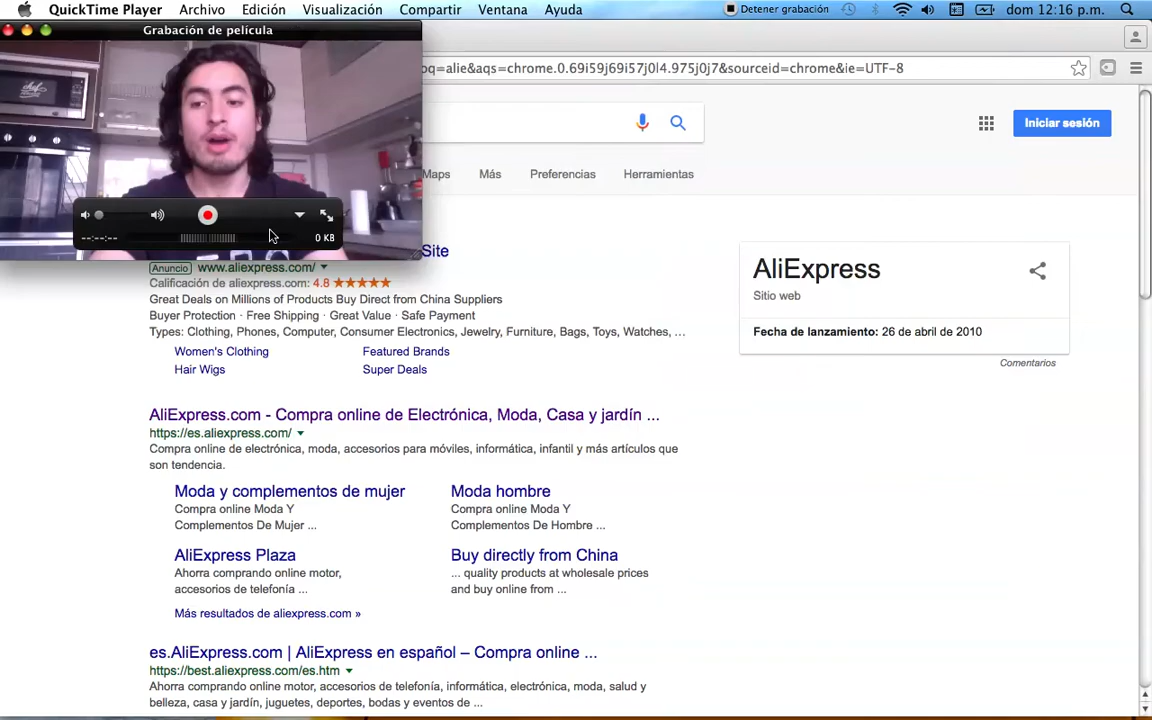 QuickTime Player Archivo Edición Visualización Compartir Ventana Ayuda Detener grabación dom 12:16 p.m.
Grabación de película
oq=alie&aqs=chrome.0.69i59j69i57j0l4.975j0j7&sourceid=chrome&ie=UTF-8
Iniciar sesión
Maps Más Preferencias Herramientas
--:--:-- 0 KB
Site
Anuncio www.aliexpress.com/
Calificación de aliexpress.com: 4.8 ★★★★★
Great Deals on Millions of Products Buy Direct from China Suppliers
Buyer Protection · Free Shipping · Great Value · Safe Payment
Types: Clothing, Phones, Computer, Consumer Electronics, Jewelry, Furniture, Bags, Toys, Watches, ...
Women's Clothing Featured Brands
Hair Wigs Super Deals
AliExpress
Sitio web
Fecha de lanzamiento: 26 de abril de 2010
Comentarios
AliExpress.com - Compra online de Electrónica, Moda, Casa y jardín ...
https://es.aliexpress.com/
Compra online de electrónica, moda, accesorios para móviles, informática, infantil y más artículos que
son tendencia.
Moda y complementos de mujer
Compra online Moda Y
Complementos De Mujer ...
Moda hombre
Compra online Moda Y
Complementos De Hombre ...
AliExpress Plaza
Ahorra comprando online motor,
accesorios de telefonía ...
Buy directly from China
... quality products at wholesale prices
and buy online from ...
Más resultados de aliexpress.com »
es.AliExpress.com | AliExpress en español – Compra online ...
https://best.aliexpress.com/es.htm
Ahorra comprando online motor, accesorios de telefonía, informática, electrónica, moda, salud y
belleza, casa y jardín, juguetes, deportes, bodas y eventos de ...